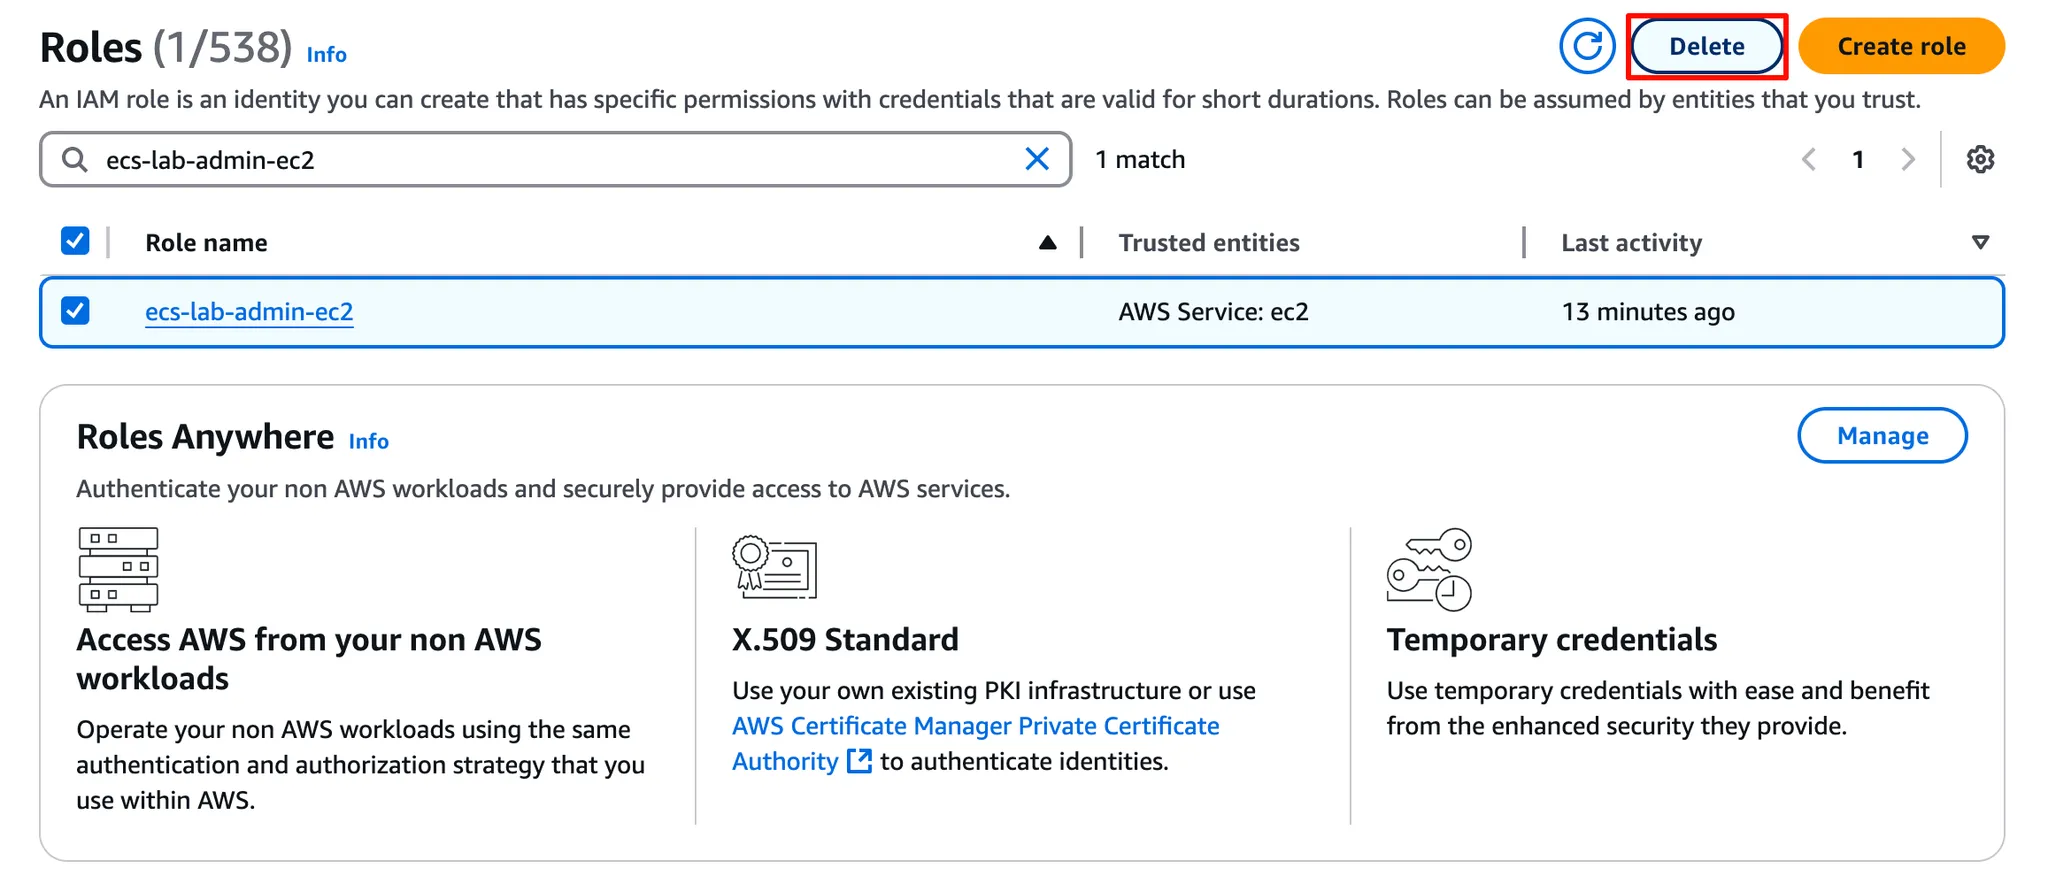 Roles (1/538) Info
Delete
Create role
An IAM role is an identity you can create that has specific permissions with credentials that are valid for short durations. Roles can be assumed by entities that you trust.
ecs-lab-admin-ec2
1 match
1
Role name
Trusted entities
Last activity
ecs-lab-admin-ec2
AWS Service: ec2
13 minutes ago
Roles Anywhere Info
Manage
Authenticate your non AWS workloads and securely provide access to AWS services.
Access AWS from your non AWS
workloads
Operate your non AWS workloads using the same
authentication and authorization strategy that you
use within AWS.
X.509 Standard
Use your own existing PKI infrastructure or use
AWS Certificate Manager Private Certificate
Authority to authenticate identities.
Temporary credentials
Use temporary credentials with ease and benefit
from the enhanced security they provide.